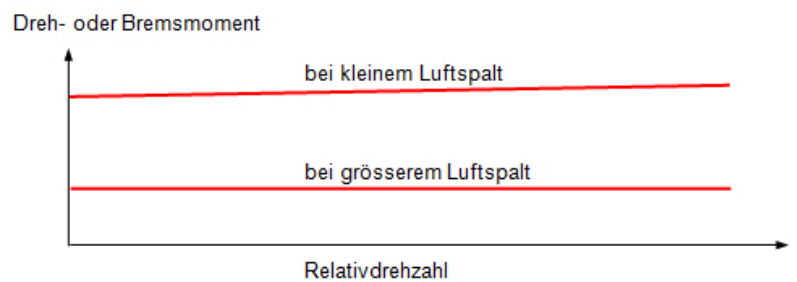 Dreh- oder Bremsmoment
bei kleinem Luftspalt
bei grösserem Luftspalt
Relativdrehzahl